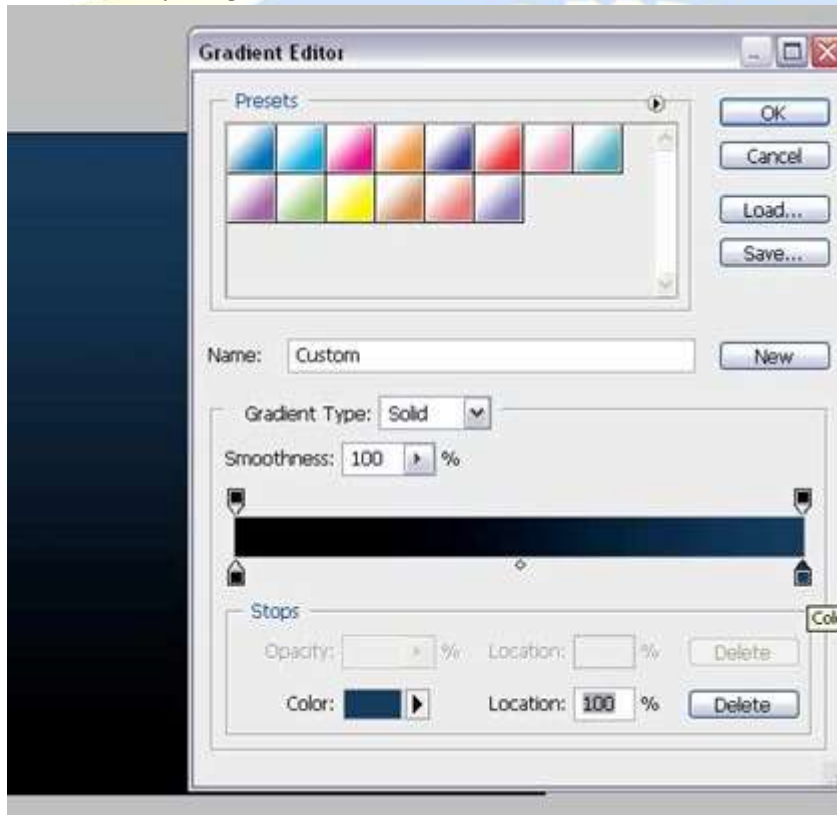 Gradient Editor
Presets
OK
Cancel
Load...
Save...
Name: Custom
New
Gradient Type: Solid
Smoothness: 100 %
Stops
Opacity: % Location: % Delete
Color: Location: 100 % Delete